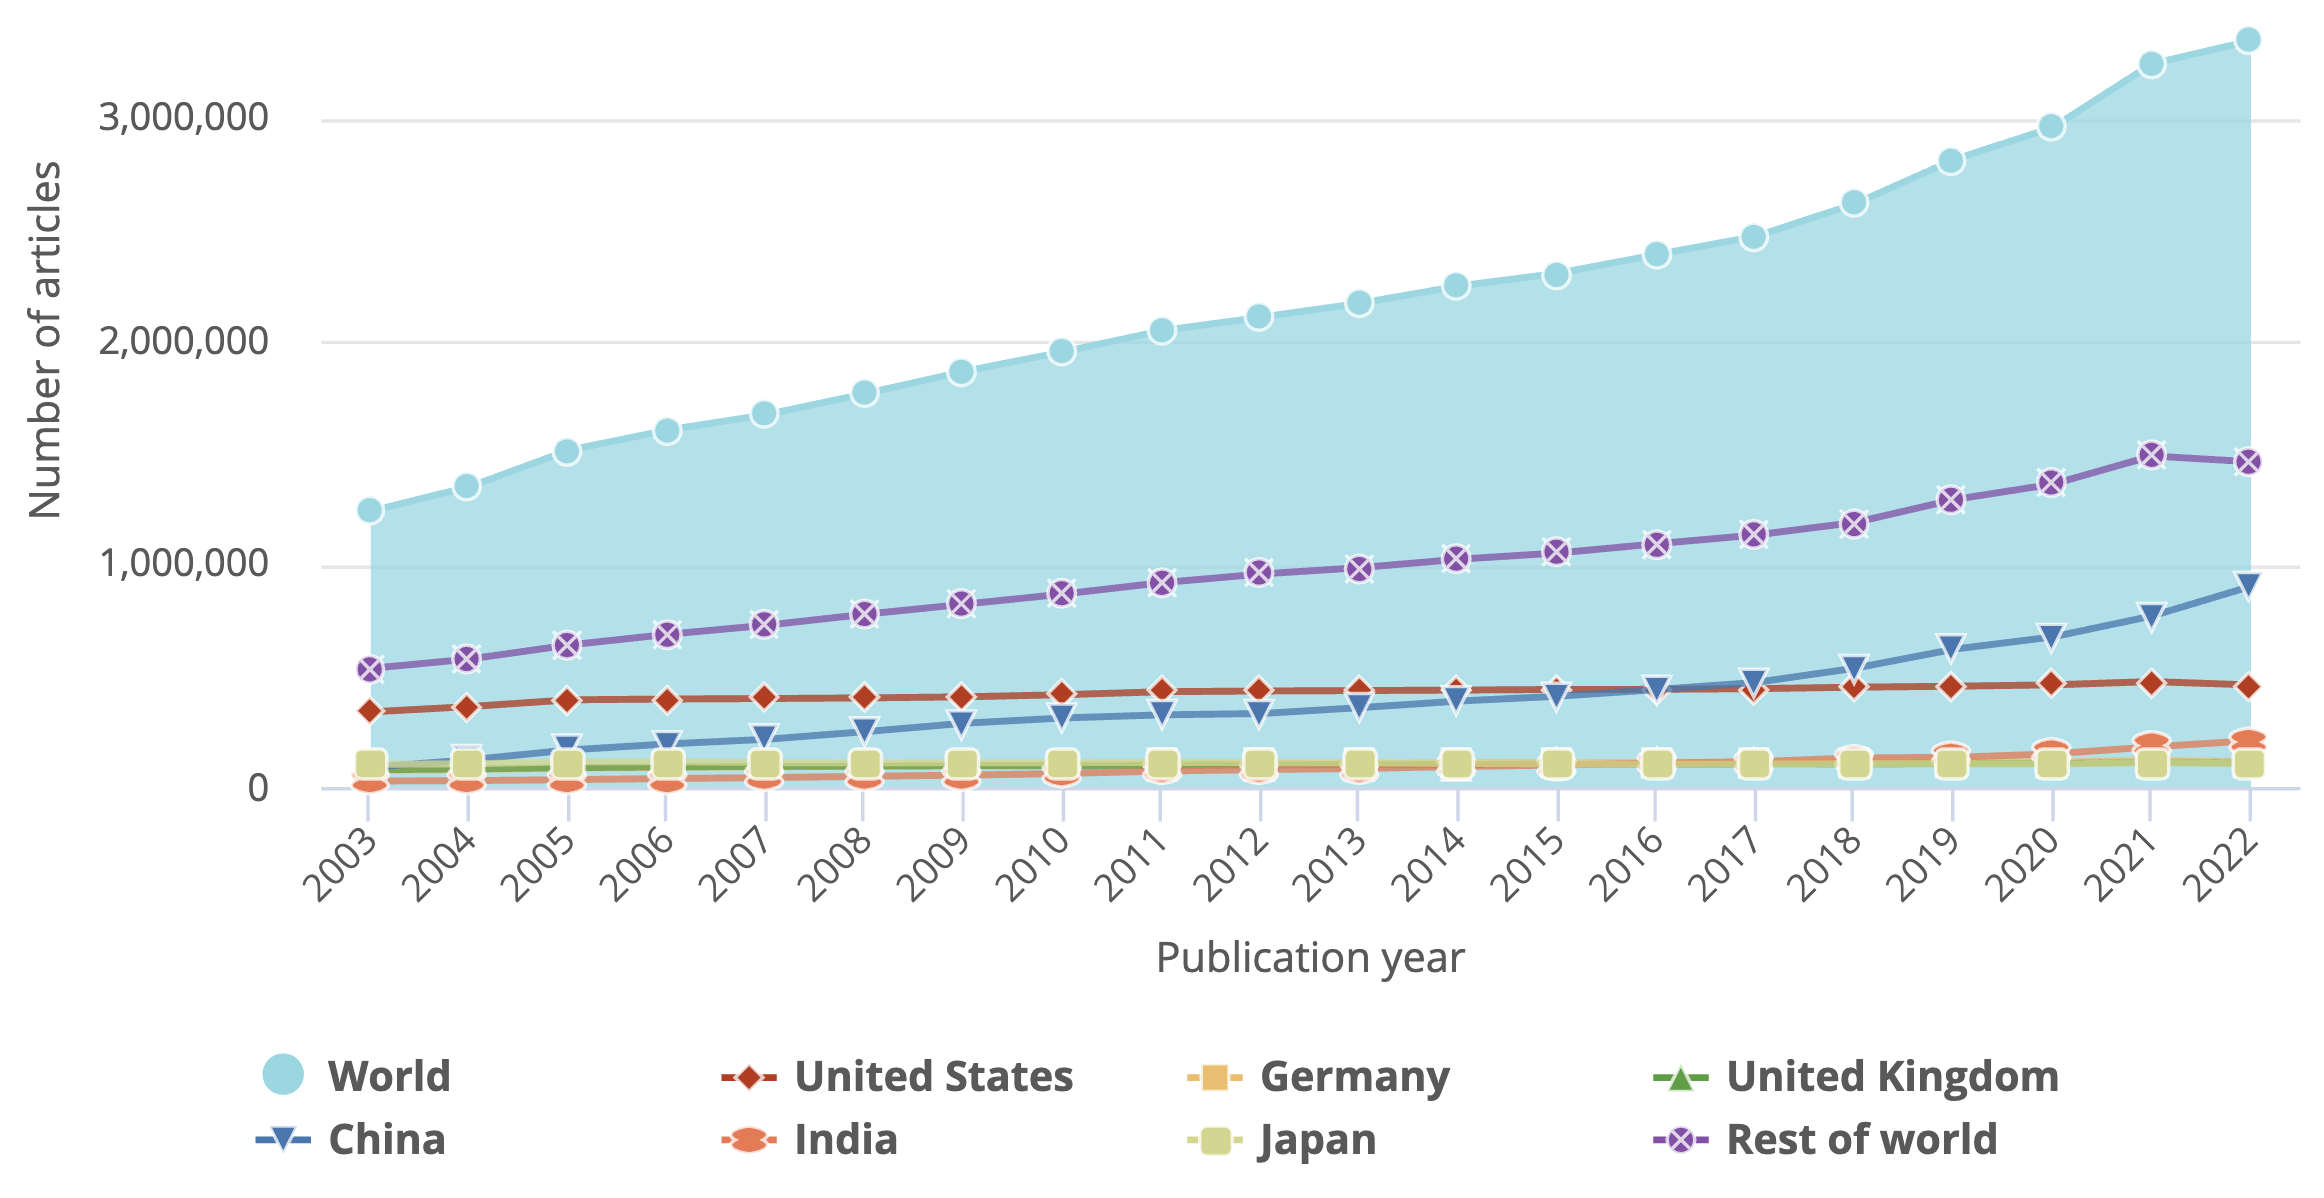 Number of articles
3,000,000
2,000,000
1,000,000
0
2003 2004 2005 2006 2007 2008 2009 2010 2011 2012 2013 2014 2015 2016 2017 2018 2019 2020 2021 2022
Publication year
World United States Germany United Kingdom
China India Japan Rest of world